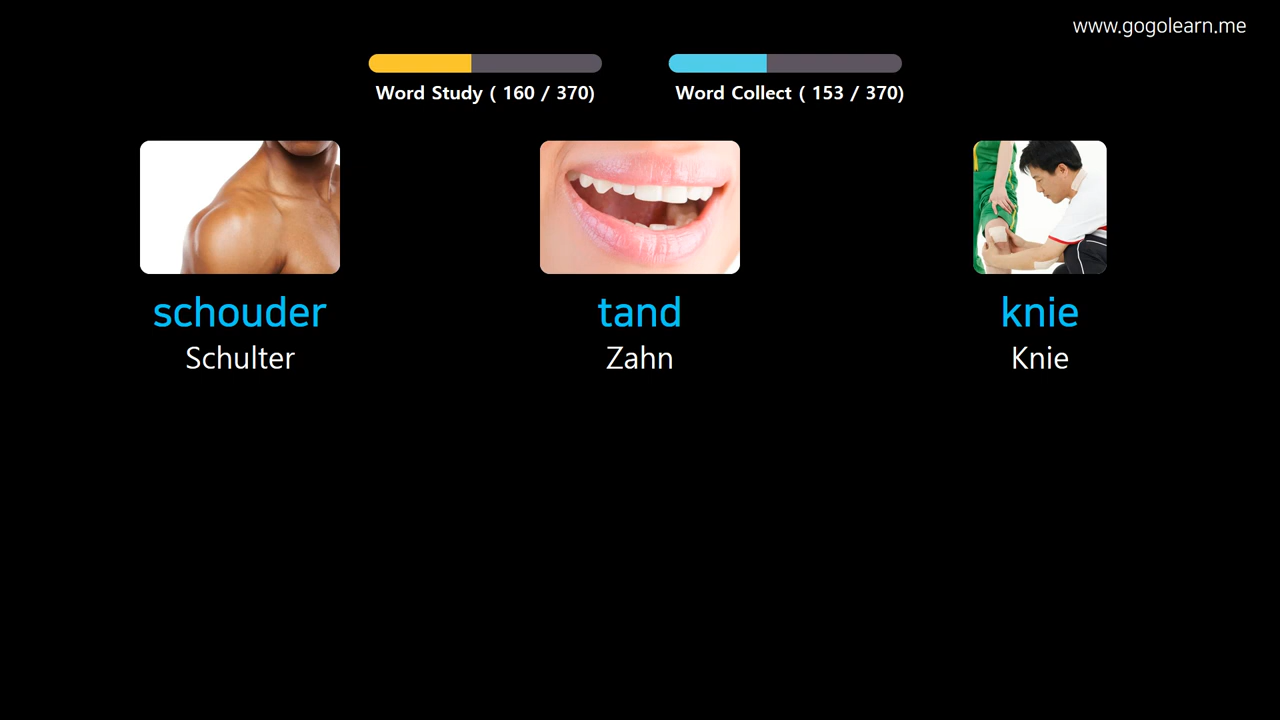 www.gogolearn.me
Word Study ( 160 / 370)
Word Collect ( 153 / 370)
schouder
Schulter
tand
Zahn
knie
Knie